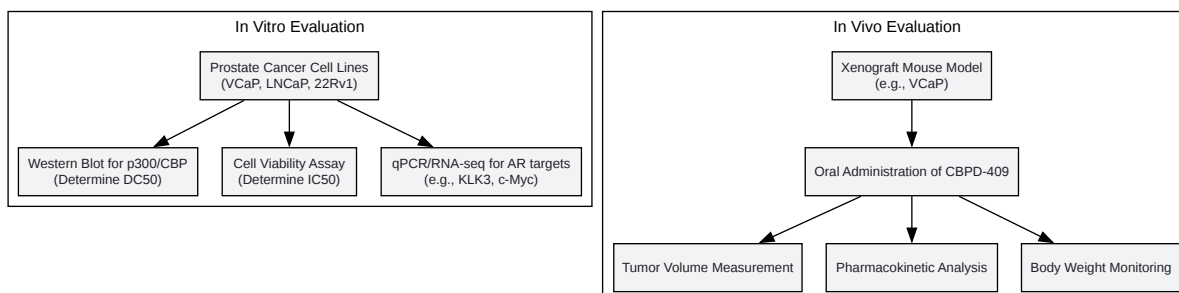 In Vitro Evaluation
Prostate Cancer Cell Lines
(VCaP, LNCaP, 22Rv1)
Western Blot for p300/CBP
(Determine DC50)
Cell Viability Assay
(Determine IC50)
qPCR/RNA-seq for AR targets
(e.g., KLK3, c-Myc)
In Vivo Evaluation
Xenograft Mouse Model
(e.g., VCaP)
Oral Administration of CBPD-409
Tumor Volume Measurement
Pharmacokinetic Analysis
Body Weight Monitoring